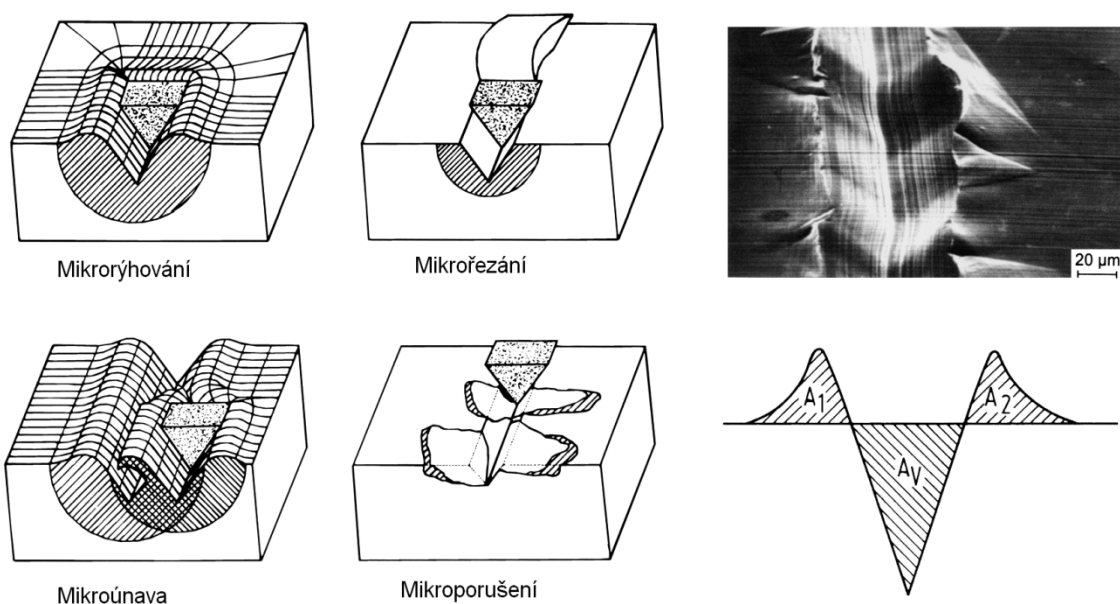 Mikrorýhování
Mikrořezání
20 µm
Mikroúnava
Mikroporušení
A1
A2
AV